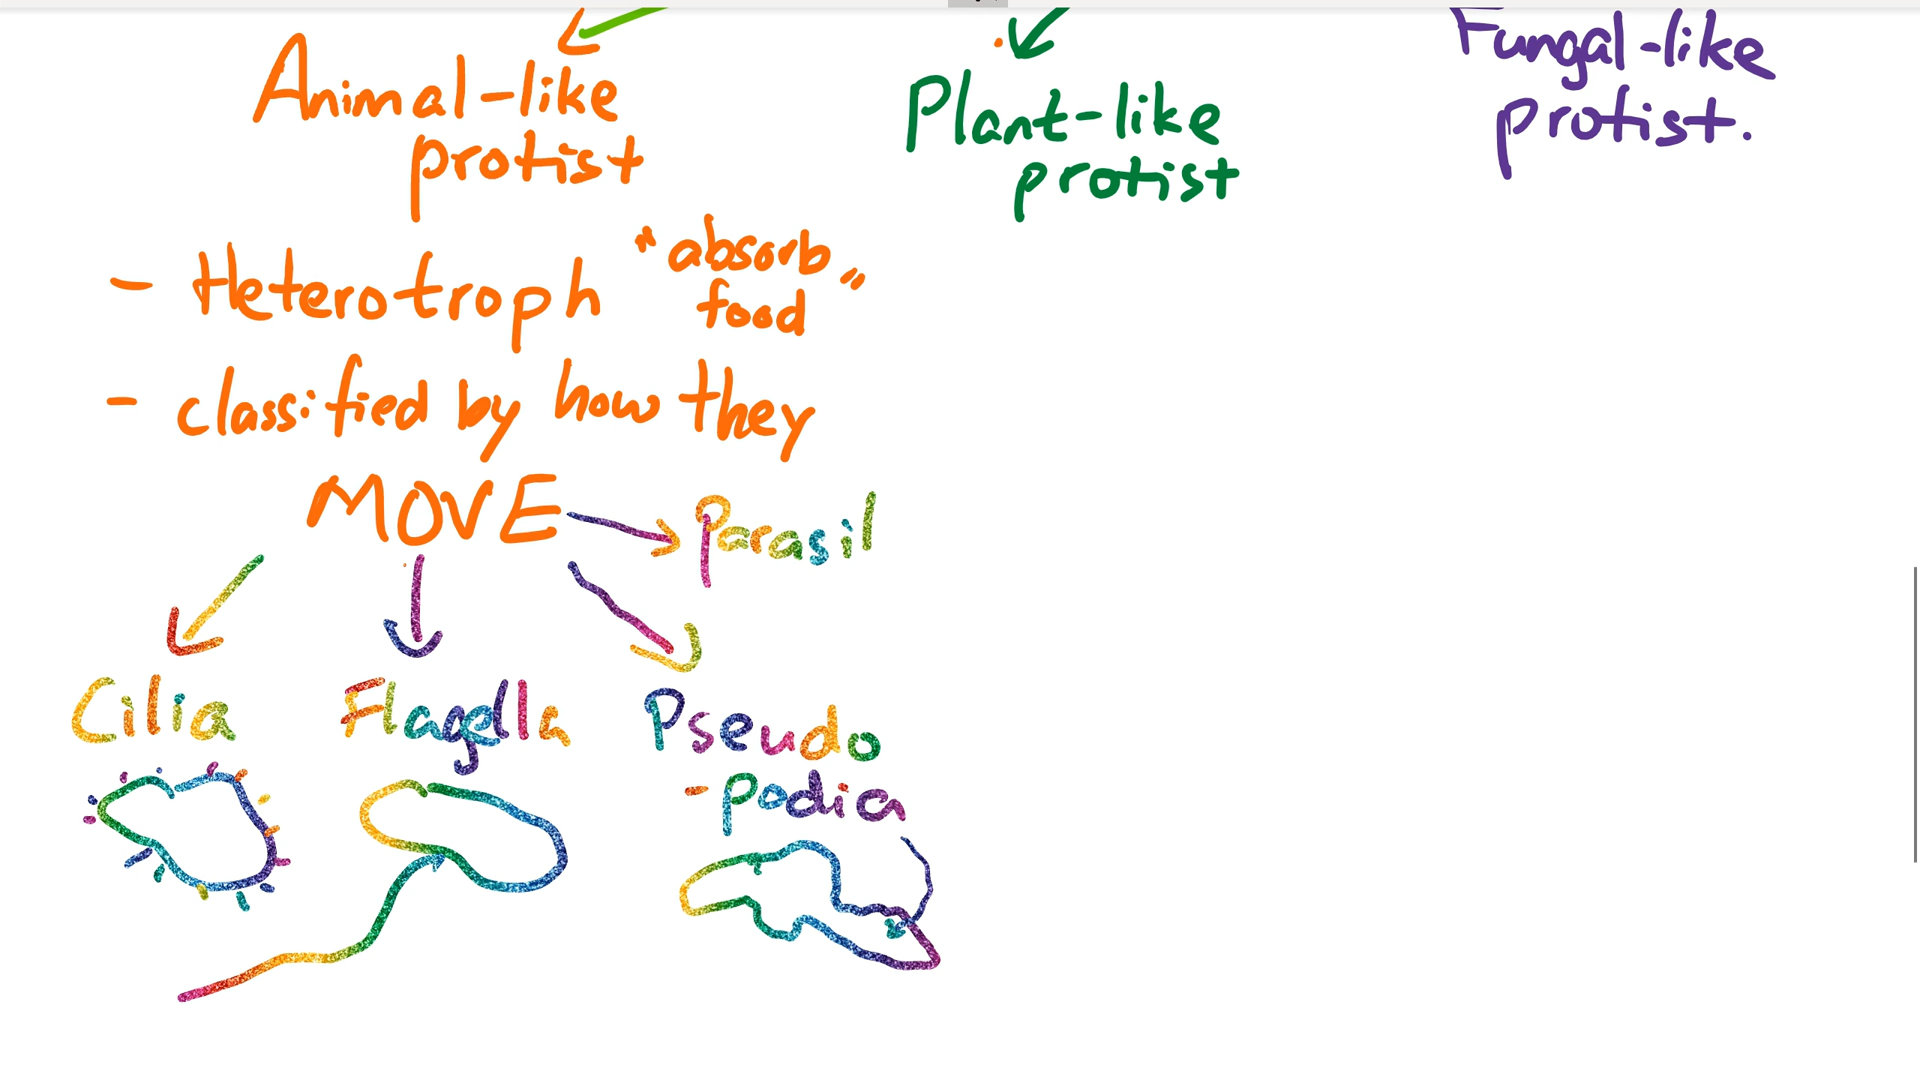 Animal-like
protist
Plant-like
protist
Fungal-like
protist.
- Heterotroph "absorb
food"
- classified by how they
MOVE
Parasil
Cilia
Flagella
Pseudo
-podia